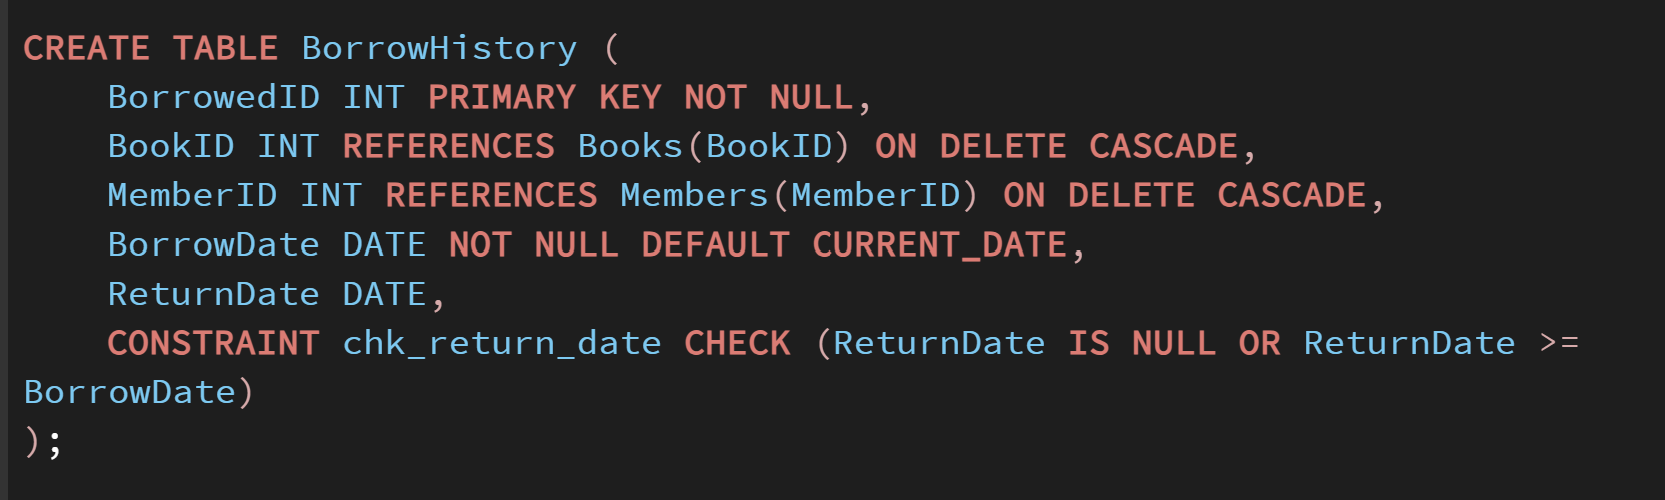 CREATE TABLE BorrowHistory (
    BorrowedID INT PRIMARY KEY NOT NULL,
    BookID INT REFERENCES Books(BookID) ON DELETE CASCADE,
    MemberID INT REFERENCES Members(MemberID) ON DELETE CASCADE,
    BorrowDate DATE NOT NULL DEFAULT CURRENT_DATE,
    ReturnDate DATE,
    CONSTRAINT chk_return_date CHECK (ReturnDate IS NULL OR ReturnDate >=
BorrowDate)
);